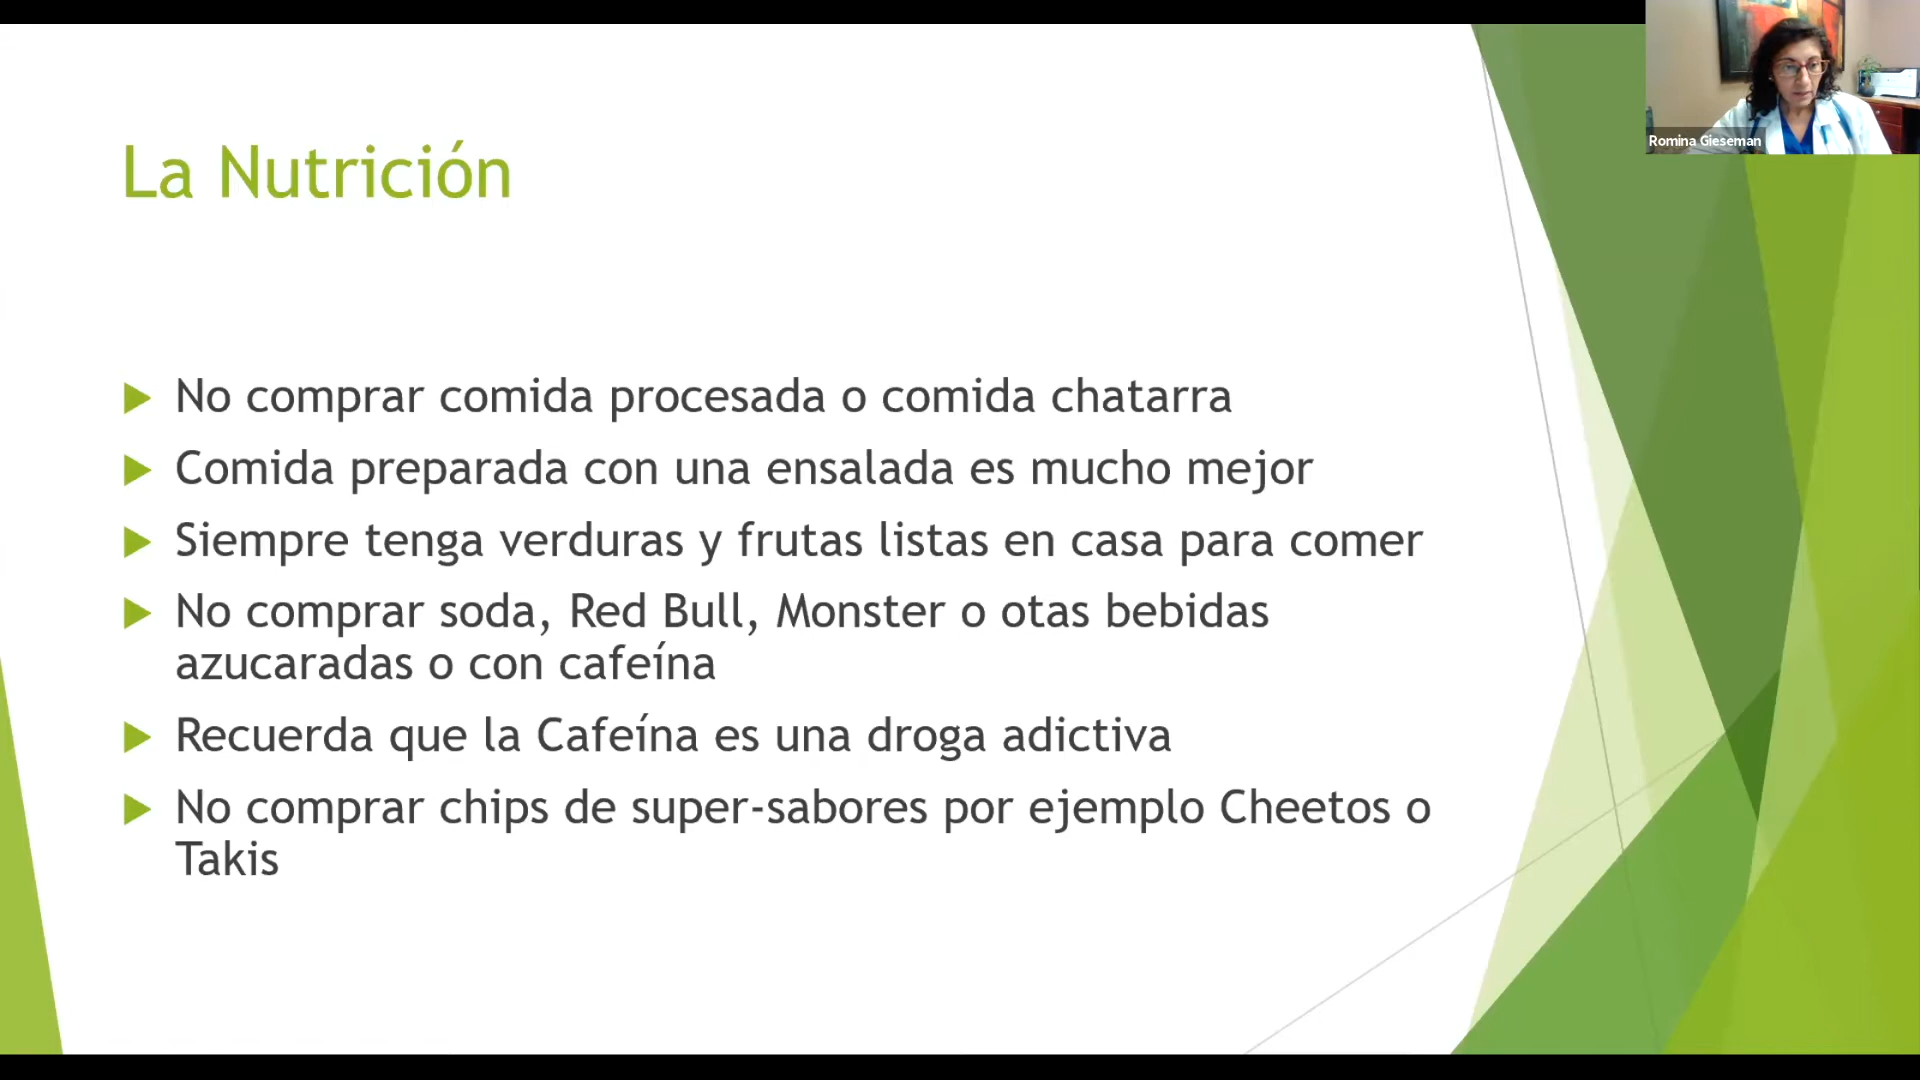 Romina Gieseman
La Nutrición
No comprar comida procesada o comida chatarra
Comida preparada con una ensalada es mucho mejor
Siempre tenga verduras y frutas listas en casa para comer
No comprar soda, Red Bull, Monster o otas bebidas
azucaradas o con cafeína
Recuerda que la Cafeína es una droga adictiva
No comprar chips de super-sabores por ejemplo Cheetos o
Takis